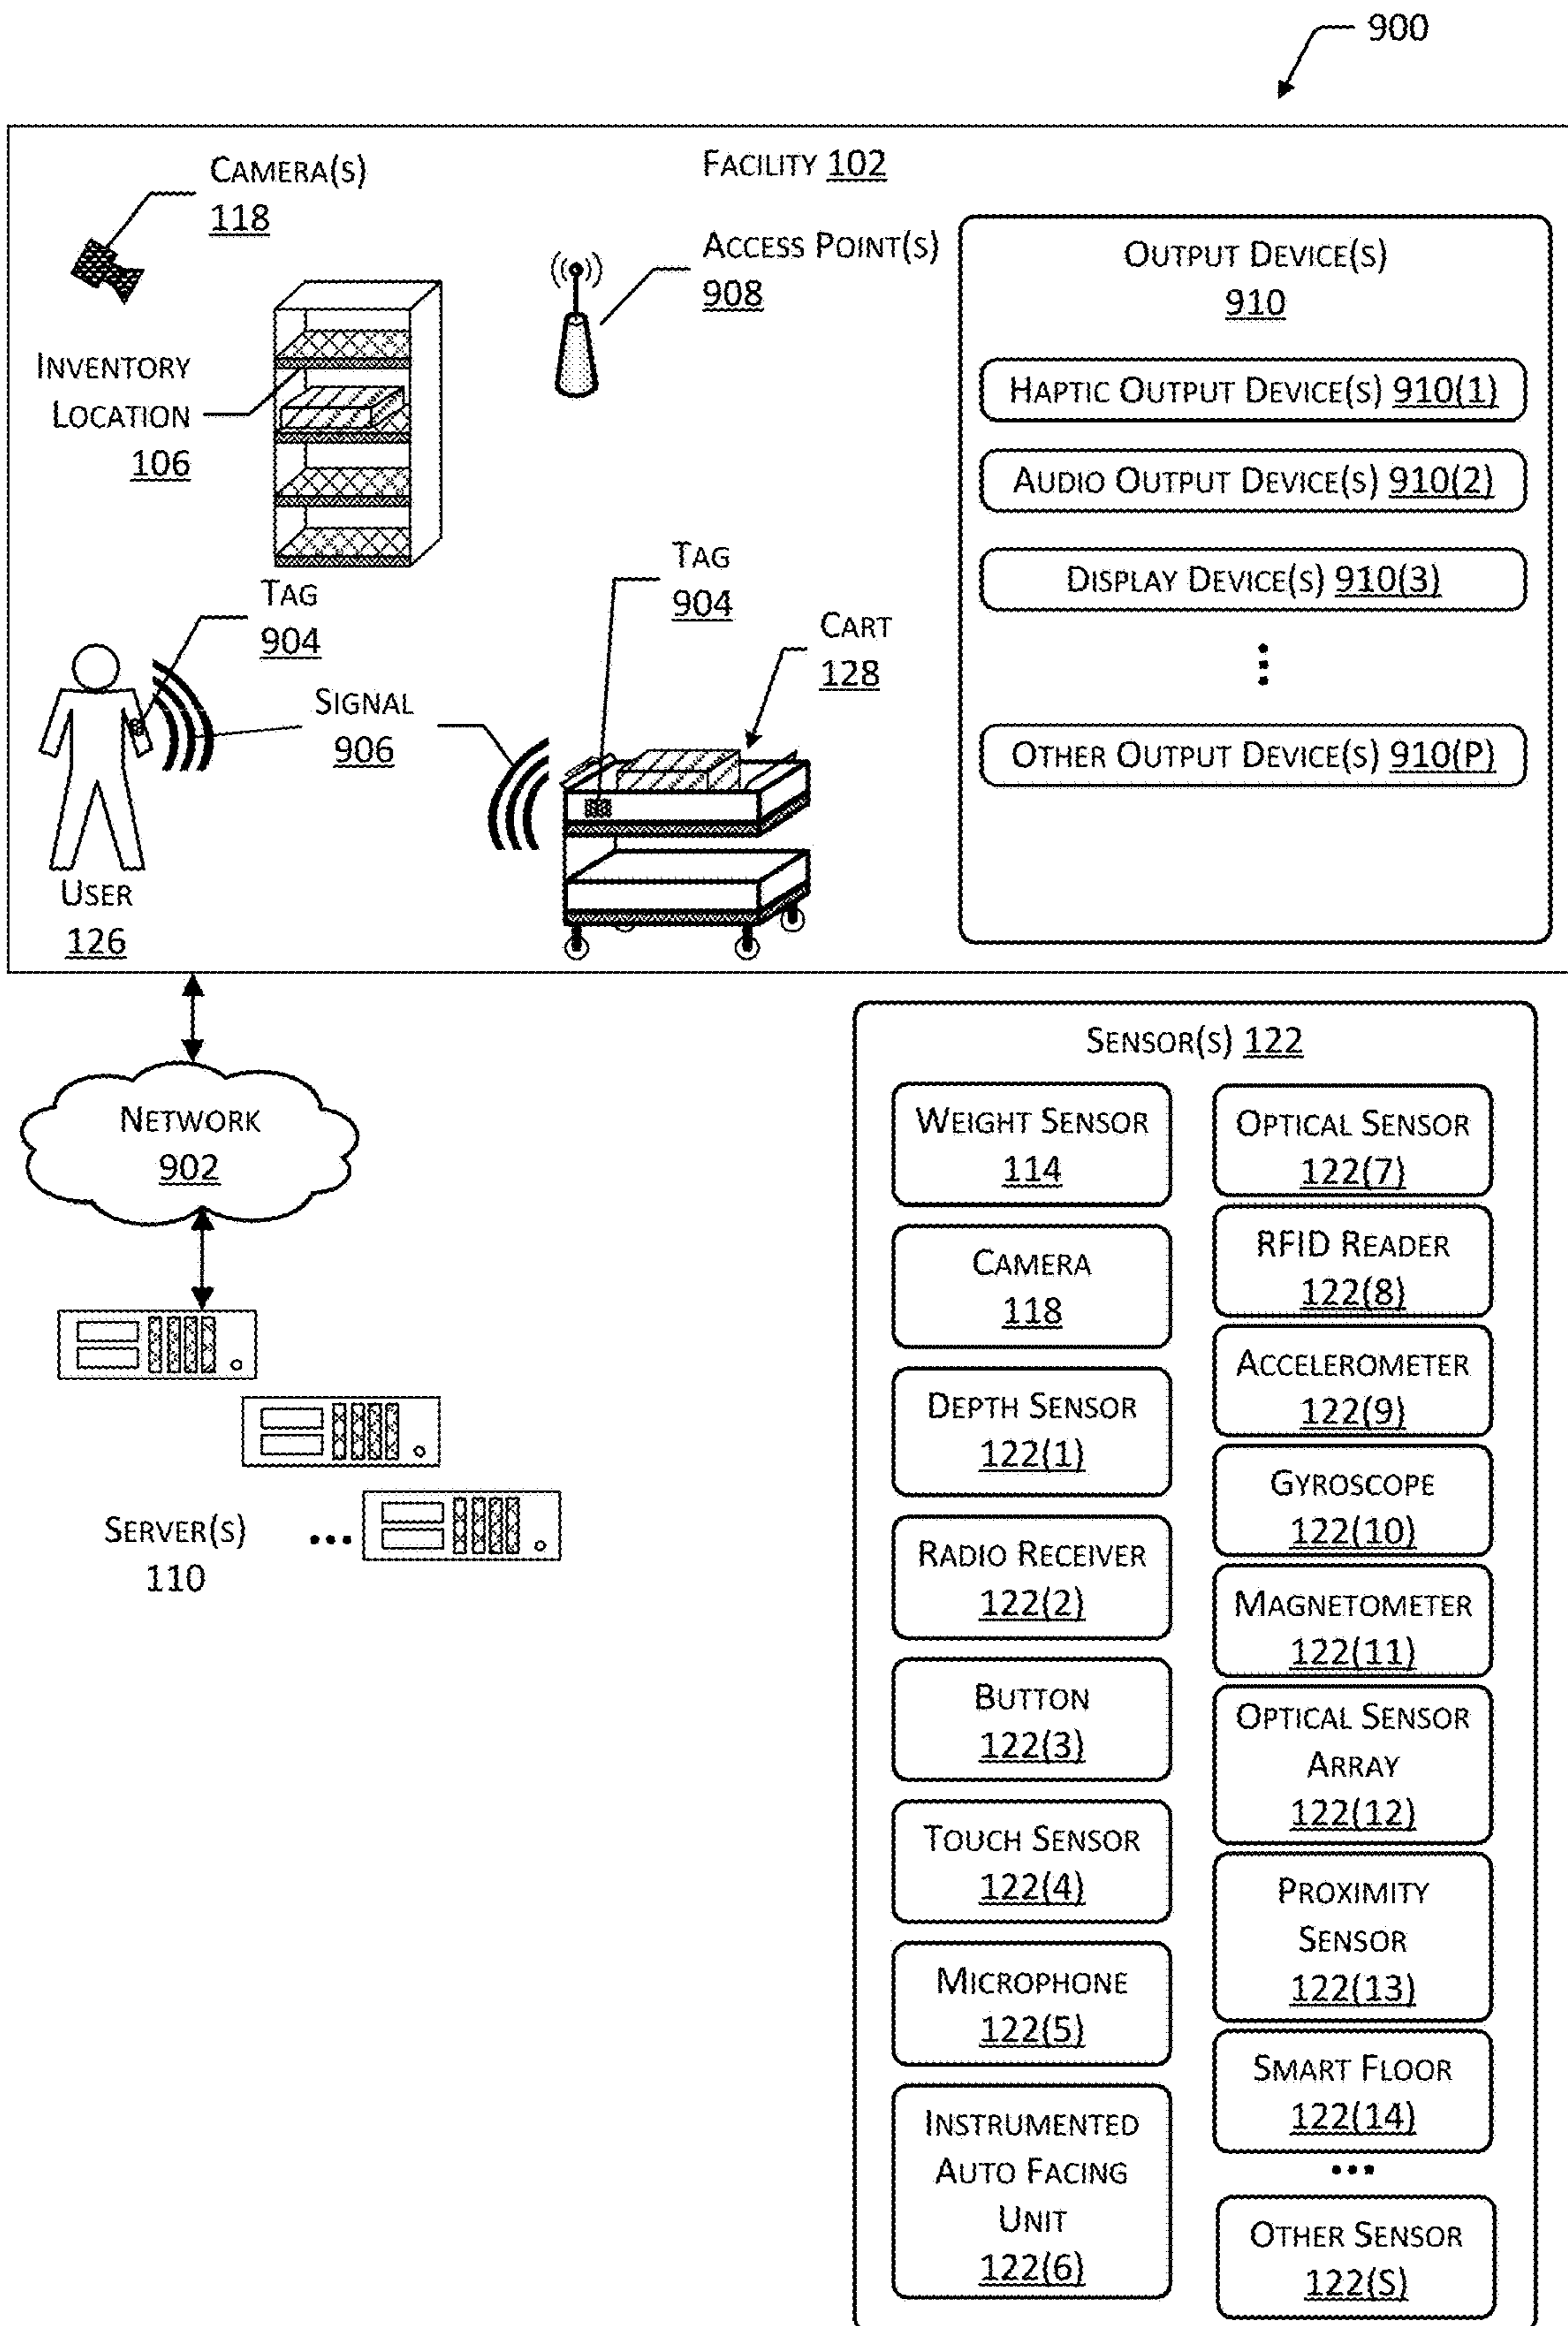 900
FACILITY 102
CAMERA(S)
118
ACCESS POINT(S)
908
INVENTORY
LOCATION
106
TAG
904
TAG
904
CART
128
SIGNAL
906
USER
126
OUTPUT DEVICE(S)
910
HAPTIC OUTPUT DEVICE(S) 910(1)
AUDIO OUTPUT DEVICE(S) 910(2)
DISPLAY DEVICE(S) 910(3)
OTHER OUTPUT DEVICE(S) 910(P)
NETWORK
902
SERVER(S)
110
SENSOR(S) 122
WEIGHT SENSOR
114
CAMERA
118
DEPTH SENSOR
122(1)
RADIO RECEIVER
122(2)
BUTTON
122(3)
TOUCH SENSOR
122(4)
MICROPHONE
122(5)
INSTRUMENTED
AUTO FACING
UNIT
122(6)
OPTICAL SENSOR
122(7)
RFID READER
122(8)
ACCELEROMETER
122(9)
GYROSCOPE
122(10)
MAGNETOMETER
122(11)
OPTICAL SENSOR
ARRAY
122(12)
PROXIMITY
SENSOR
122(13)
SMART FLOOR
122(14)
OTHER SENSOR
122(S)